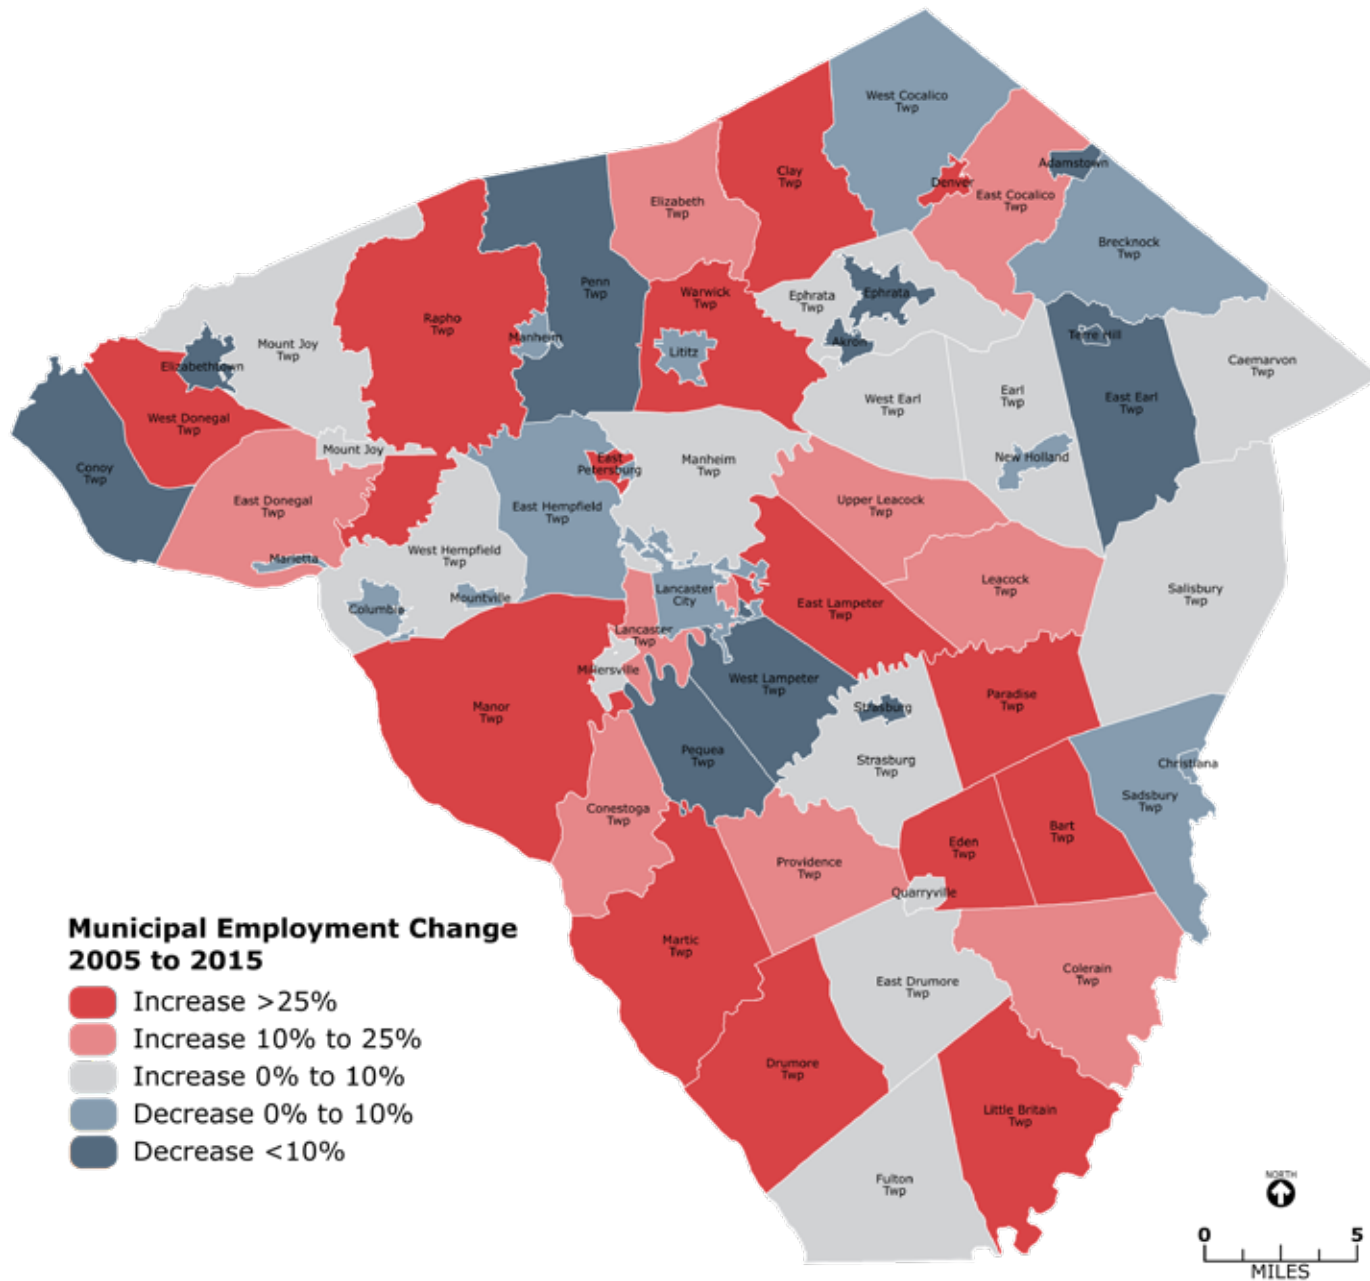 West Cocalico
Twp
Adamstown
Clay
Twp
Denver
East Cocalico
Twp
Elizabeth
Twp
Brecknock
Twp
Penn
Twp
Warwick
Twp
Ephrata
Twp
Ephrata
Rapho
Twp
Manheim
Terre Hill
Akron
Lititz
Mount Joy
Twp
Elizabethtown
Caernarvon
Twp
West Donegal
Twp
West Earl
Twp
Earl
Twp
East Earl
Twp
Mount Joy
New Holland
Conoy
Twp
East
Petersburg
Manheim
Twp
East Donegal
Twp
East Hempfield
Twp
Upper Leacock
Twp
Marietta
West Hempfield
Twp
Leacock
Twp
Salisbury
Twp
Columbia
Mountville
Lancaster
City
East Lampeter
Twp
Lancaster
Twp
Millersville
West Lampeter
Twp
Paradise
Twp
Manor
Twp
Strasburg
Pequea
Twp
Strasburg
Twp
Christiana
Sadsbury
Twp
Conestoga
Twp
Bart
Twp
Eden
Twp
Providence
Twp
Quarryville
Martic
Twp
East Drumore
Twp
Colerain
Twp
Drumore
Twp
Little Britain
Twp
Fulton
Twp
Municipal Employment Change
2005 to 2015
Increase >25%
Increase 10% to 25%
Increase 0% to 10%
Decrease 0% to 10%
Decrease <10%
NORTH
0 5
MILES